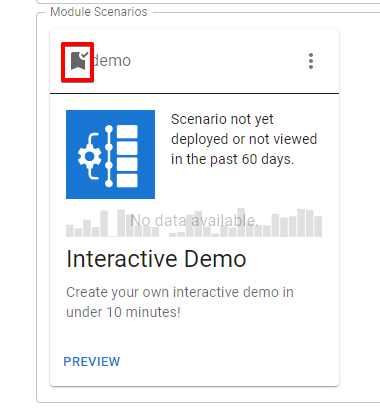 Module Scenarios
demo
Scenario not yet
deployed or not viewed
in the past 60 days.
No data available.
Interactive Demo
Create your own interactive demo in
under 10 minutes!
PREVIEW